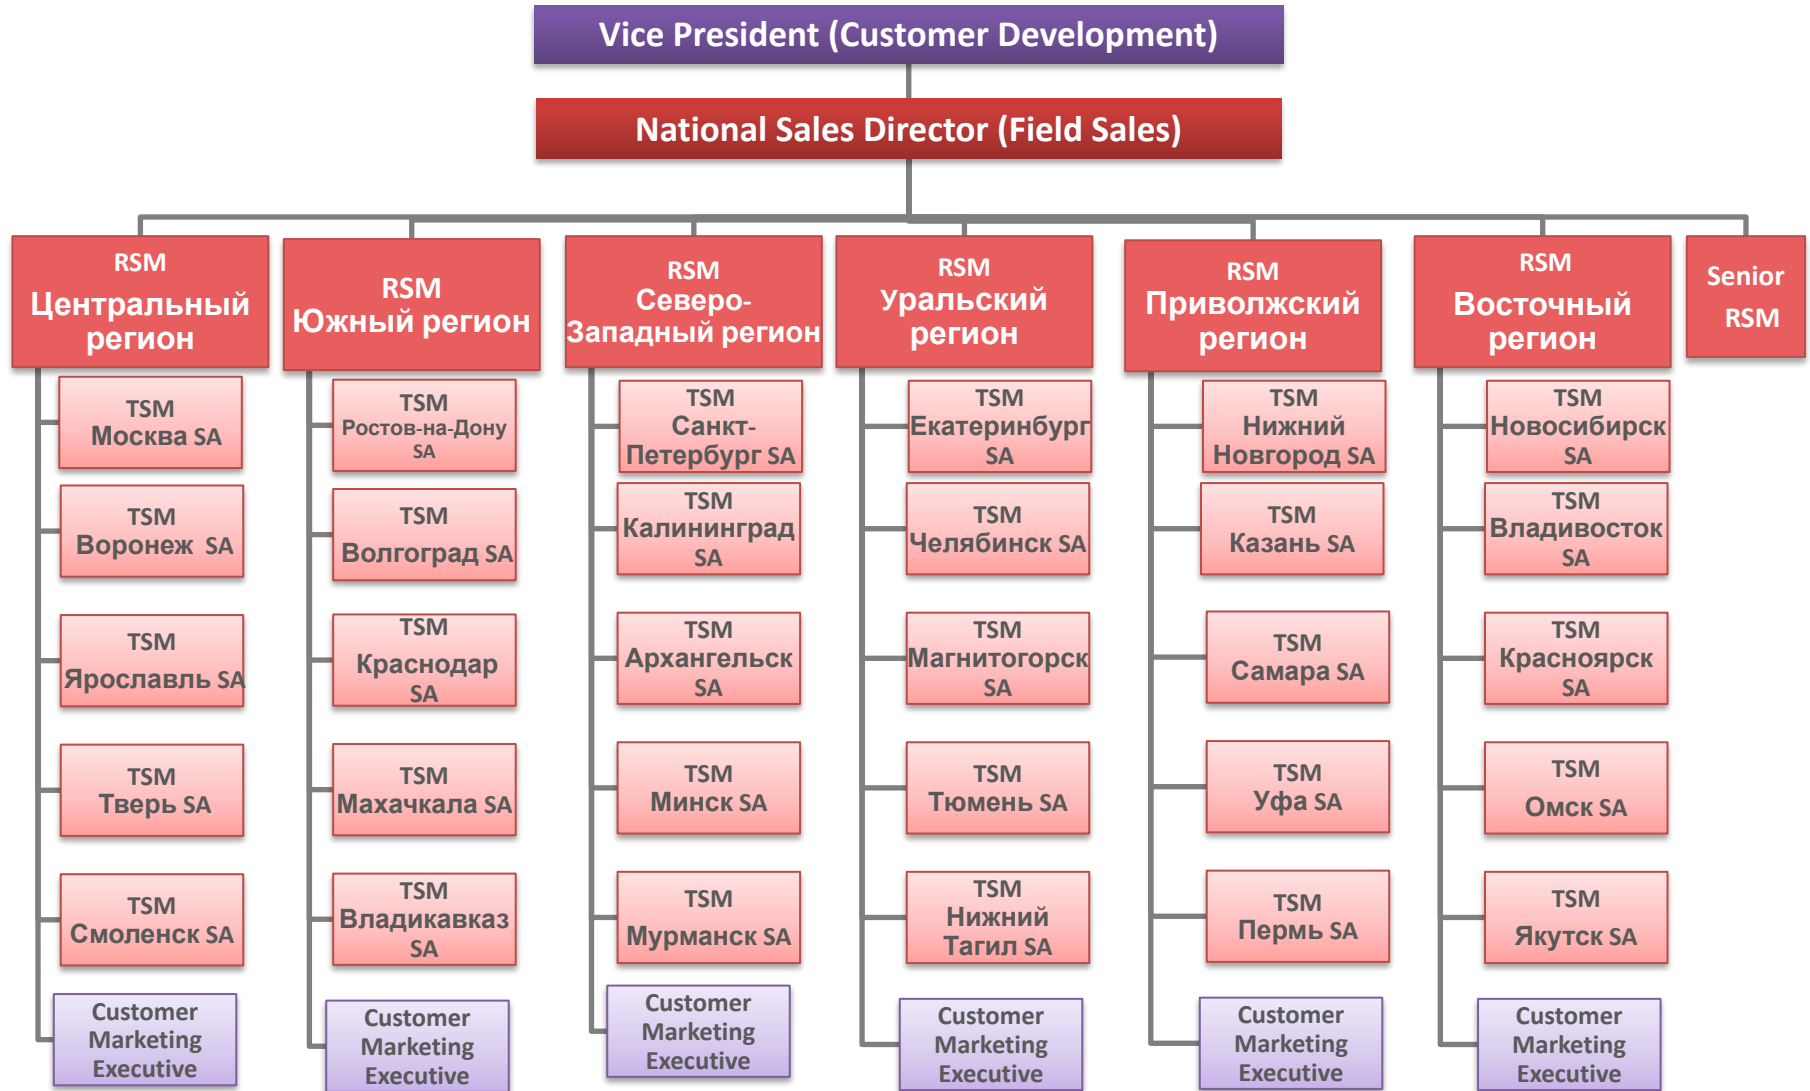 Vice President (Customer Development)
National Sales Director (Field Sales)
RSM
Центральный
регион
TSM
Москва SA
TSM
Воронеж SA
TSM
Ярославль SA
TSM
Тверь SA
TSM
Смоленск SA
Customer
Marketing
Executive
RSM
Южный регион
TSM
Ростов-на-Дону
SA
TSM
Волгоград SA
TSM
Краснодар
SA
TSM
Махачкала SA
TSM
Владикавказ
SA
Customer
Marketing
Executive
RSM
Северо-
Западный регион
TSM
Санкт-
Петербург SA
TSM
Калининград
SA
TSM
Архангельск
SA
TSM
Минск SA
TSM
Мурманск SA
Customer
Marketing
Executive
RSM
Уральский
регион
TSM
Екатеринбург
SA
TSM
Челябинск SA
TSM
Магнитогорск
SA
TSM
Тюмень SA
TSM
Нижний
Тагил SA
Customer
Marketing
Executive
RSM
Приволжский
регион
TSM
Нижний
Новгород SA
TSM
Казань SA
TSM
Самара SA
TSM
Уфа SA
TSM
Пермь SA
Customer
Marketing
Executive
RSM
Восточный
регион
TSM
Новосибирск
SA
TSM
Владивосток
SA
TSM
Красноярск
SA
TSM
Омск SA
TSM
Якутск SA
Customer
Marketing
Executive
Senior
RSM